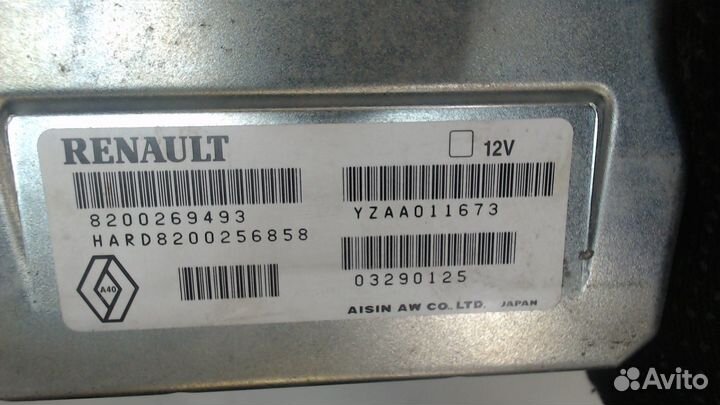 RENAULT
12V
8200269493
YZAA011673
HARD8200256858
03290125
A40
AISIN AW CO., LTD. JAPAN
Avito